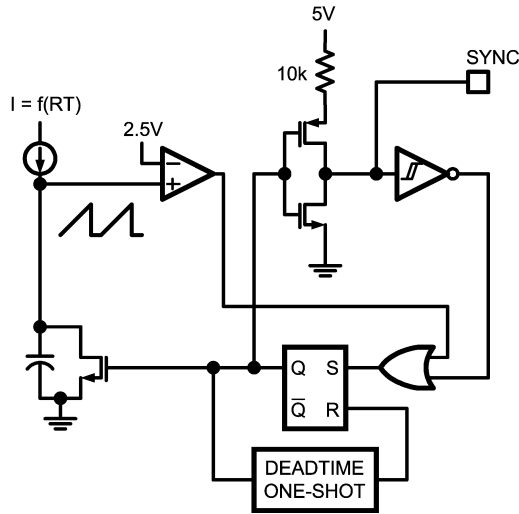 5V
SYNC
10k
I = f(RT)
2.5V
−
+
Q S
Q̅ R
DEADTIME
ONE-SHOT